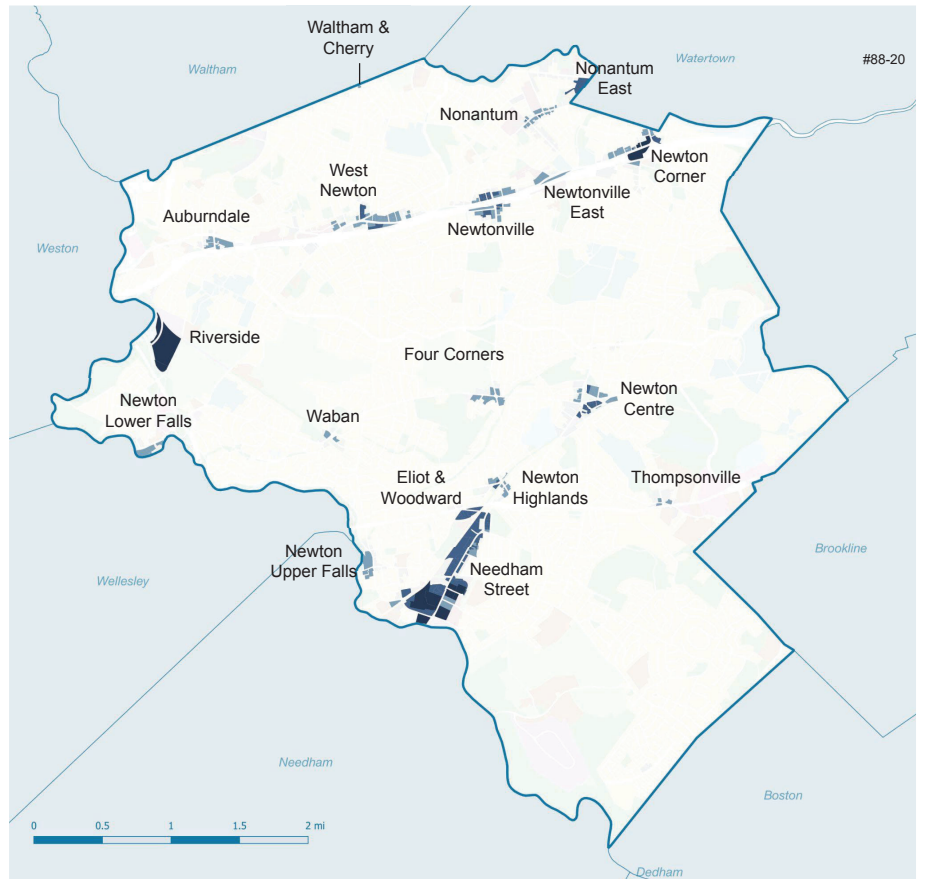 Waltham &
Cherry
Waltham
Watertown
#88-20
Nonantum
East
Nonantum
Newton
Corner
West
Newton
Newtonville
East
Auburndale
Newtonville
Weston
Riverside
Four Corners
Newton
Centre
Newton
Lower Falls
Waban
Eliot &
Woodward
Newton
Highlands
Thompsonville
Newton
Upper Falls
Needham
Street
Brookline
Wellesley
Needham
Boston
0 0.5 1 1.5 2 mi
Dedham